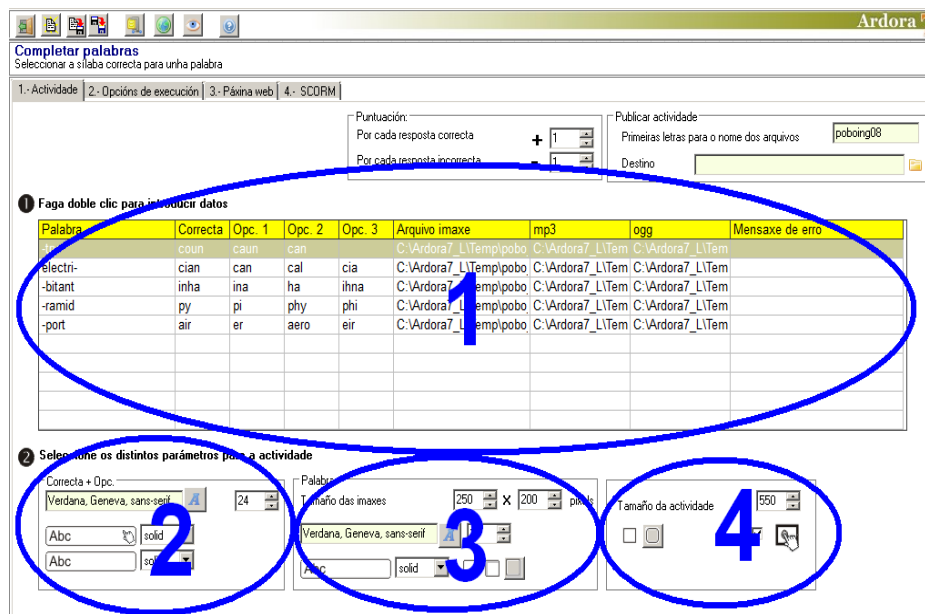 Ardora
Completar palabras
Seleccionar a sílaba correcta para unha palabra
1.- Actividade 2.- Opcións de execución 3.- Páxina web 4.- SCORM
Puntuación:
Por cada resposta correcta + 1
Por cada resposta incorrecta - 1
Publicar actividade
Primeiras letras para o nome dos arquivos poboing08
Destino
1 Faga doble clic para introducir datos
Palabra Correcta Opc. 1 Opc. 2 Opc. 3 Arquivo imaxe mp3 ogg Mensaxe de erro
coun caun can C:\Ardora7_L\Temp\pobo C:\Ardora7_L\Tem C:\Ardora7_L\Tem
electri- cian can cal cia C:\Ardora7_L\Temp\pobo C:\Ardora7_L\Tem C:\Ardora7_L\Tem
-bitant inha ina ha ihna C:\Ardora7_L\Temp\pobo C:\Ardora7_L\Tem C:\Ardora7_L\Tem
-ramid py pi phy phi C:\Ardora7_L\Temp\pobo C:\Ardora7_L\Tem C:\Ardora7_L\Tem
-port air er aero eir C:\Ardora7_L\Temp\pobo C:\Ardora7_L\Tem C:\Ardora7_L\Tem
1
2 Seleccione os distintos parámetros para a actividade
Correcta + Opc.
Verdana, Geneva, sans-serif A 24
Abc solid
Abc
2
Palabra
Tamaño das imaxes 250 X 200 pixels
Verdana, Geneva, sans-serif A
Abc solid
3
Tamaño da actividade 550
4